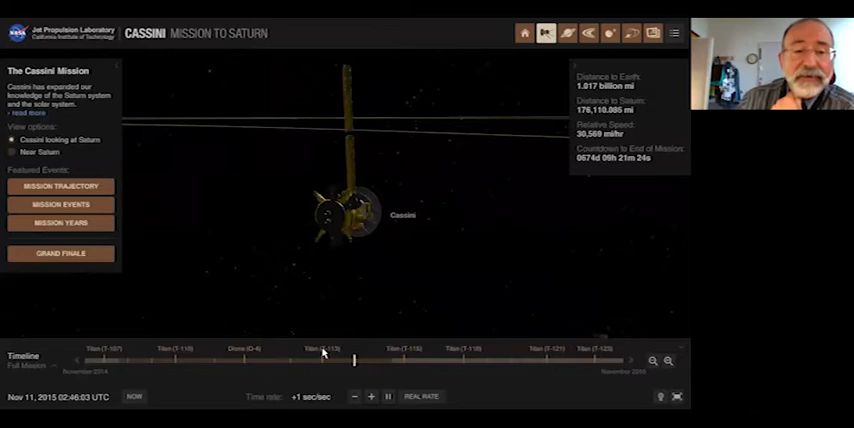 NASA
Jet Propulsion Laboratory
California Institute of Technology
CASSINI MISSION TO SATURN
The Cassini Mission
Cassini has expanded our
knowledge of the Saturn system
and the solar system.
› read more
View options:
Cassini looking at Saturn
Near Saturn
Featured Events:
MISSION TRAJECTORY
MISSION EVENTS
MISSION YEARS
GRAND FINALE
Cassini
Distance to Earth:
1.017 billion mi
Distance to Saturn:
176,110.085 mi
Relative Speed:
30,569 mi/hr
Countdown to End of Mission:
0674d 09h 21m 24s
Titan (T-107)
Titan (T-110)
Dione (D-4)
Titan (T-113)
Titan (T-116)
Titan (T-118)
Titan (T-121)
Titan (T-123)
Timeline
Full Mission
November 2014
Nov 11, 2015 02:46:03 UTC
NOW
Time rate:
+1 sec/sec
REAL RATE